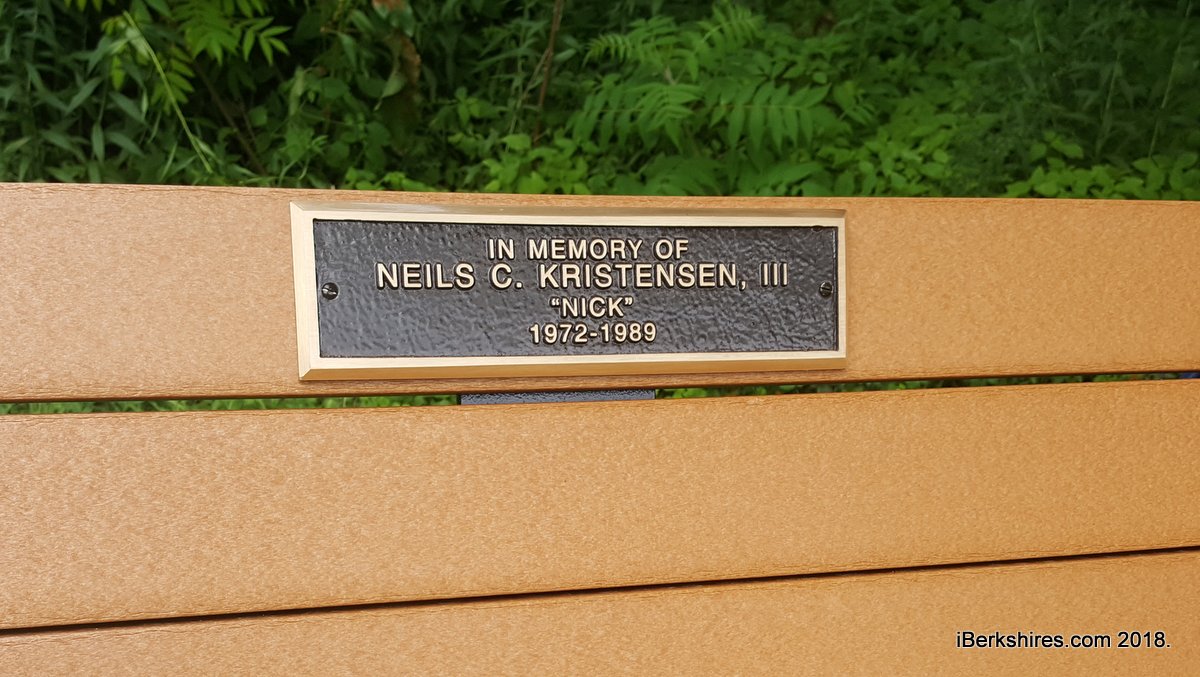 IN MEMORY OF
NEILS C. KRISTENSEN, III
“NICK”
1972-1989
iBerkshires.com 2018.